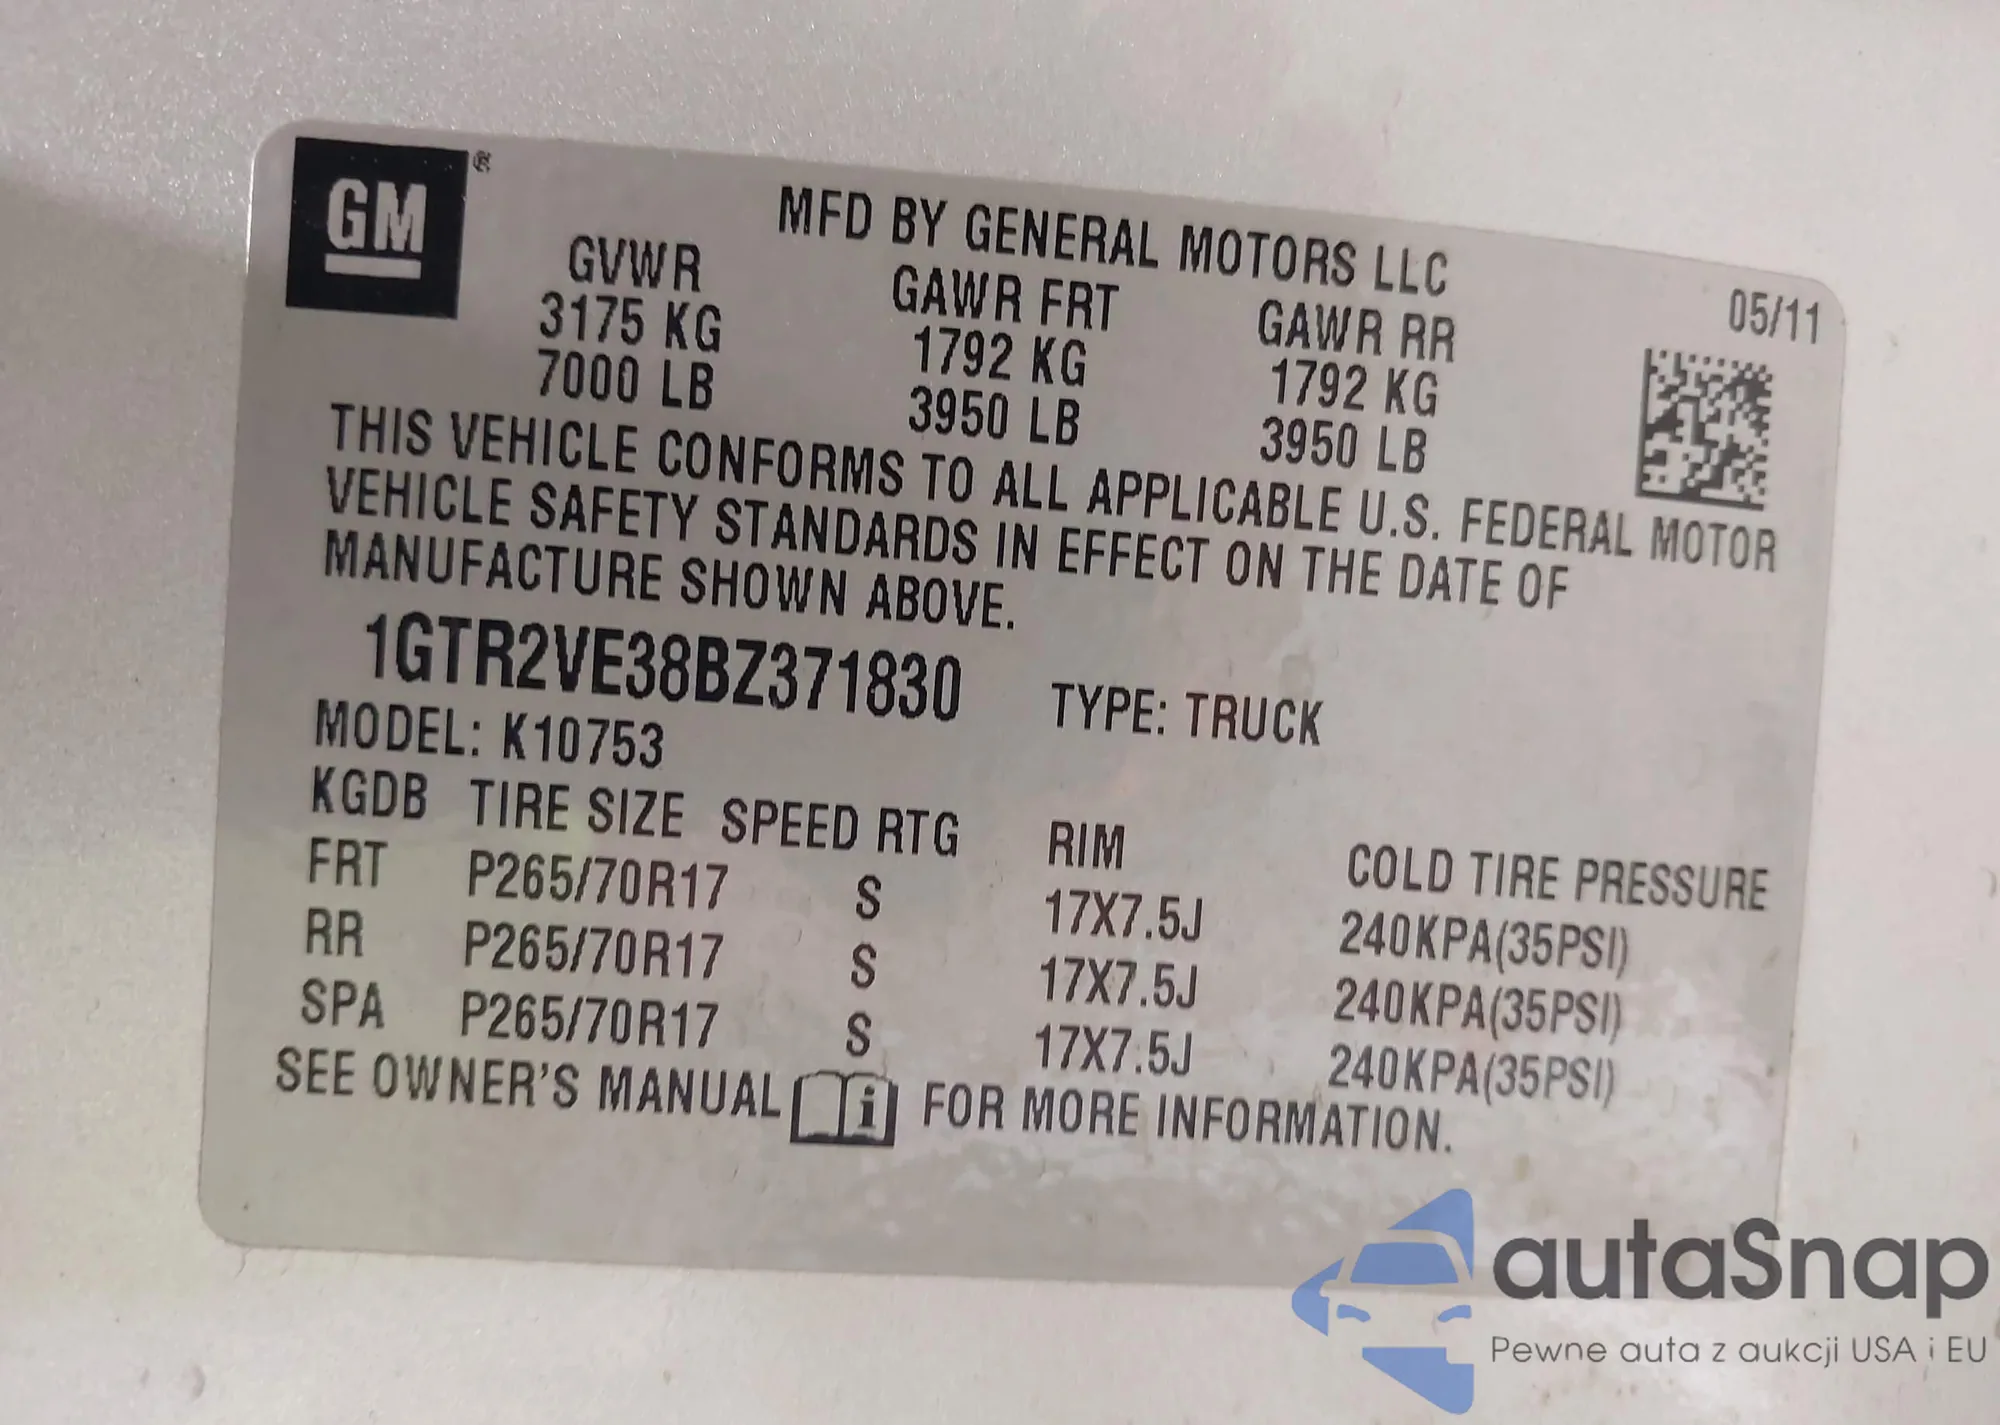 GM®
MFD BY GENERAL MOTORS LLC
05/11
GVWR GAWR FRT GAWR RR
3175 KG 1792 KG 1792 KG
7000 LB 3950 LB 3950 LB
THIS VEHICLE CONFORMS TO ALL APPLICABLE U.S. FEDERAL MOTOR
VEHICLE SAFETY STANDARDS IN EFFECT ON THE DATE OF
MANUFACTURE SHOWN ABOVE.
1GTR2VE38BZ371830 TYPE: TRUCK
MODEL: K10753
KGDB TIRE SIZE SPEED RTG RIM COLD TIRE PRESSURE
FRT P265/70R17 S 17X7.5J 240KPA(35PSI)
RR P265/70R17 S 17X7.5J 240KPA(35PSI)
SPA P265/70R17 S 17X7.5J 240KPA(35PSI)
SEE OWNER'S MANUAL i FOR MORE INFORMATION.
autaSnap
Pewne auta z aukcji USA i EU